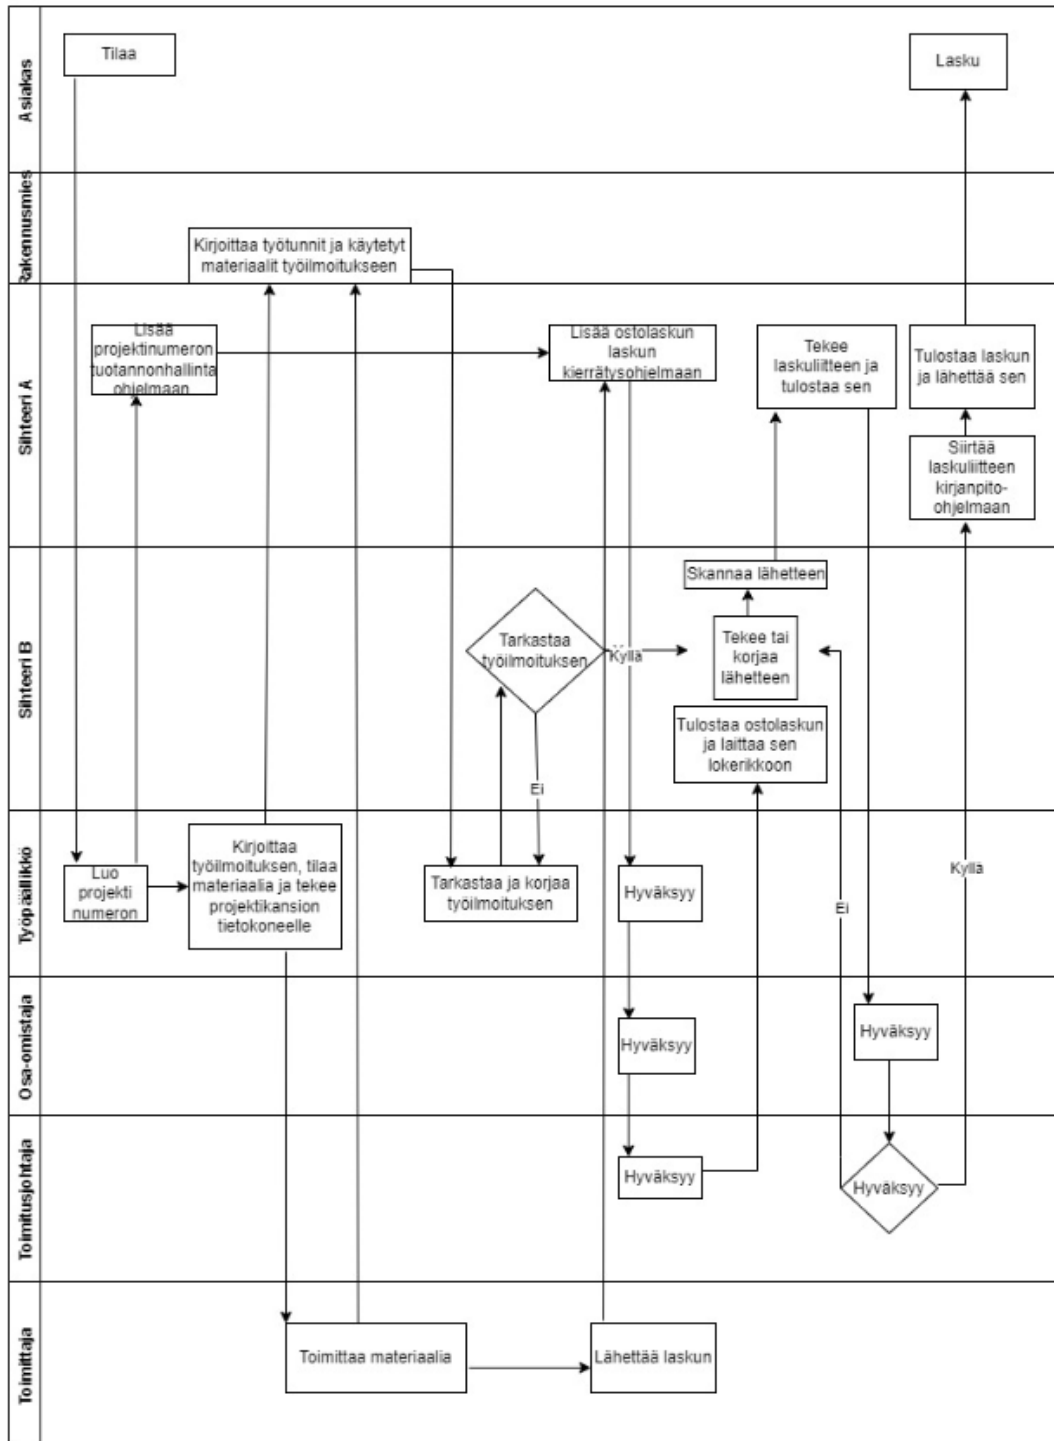 Asiakas
Tilaa
Lasku
Rakennusmies
Kirjoittaa työtunnit ja käytetyt
materiaalit työilmoitukseen
Sihteeri A
Lisää
projektinumeron
tuotannonhallinta
ohjelmaan
Lisää ostolaskun
laskun
kierrätysohjelmaan
Tekee
laskuliitteen ja
tulostaa sen
Tulostaa laskun
ja lähettää sen
Siirtää
laskuliitteen
kirjanpito-
ohjelmaan
Sihteeri B
Tarkastaa
työilmoituksen
Kyllä
Ei
Skannaa lähetteen
Tekee tai
korjaa
lähetteen
Tulostaa ostolaskun
ja laittaa sen
lokerikkoon
Työpäällikkö
Luo
projekti
numeron
Kirjoittaa
työilmoituksen, tilaa
materiaalia ja tekee
projektikansion
tietokoneelle
Tarkastaa ja korjaa
työilmoituksen
Hyväksyy
Ei
Kyllä
Osa-omistaja
Hyväksyy
Hyväksyy
Toimitusjohtaja
Hyväksyy
Hyväksyy
Toimittaja
Toimittaa materiaalia
Lähettää laskun